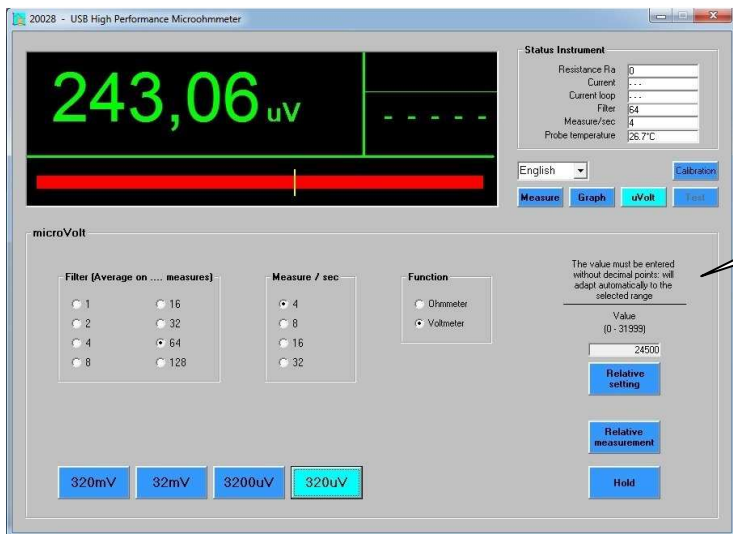 20028 - USB High Performance Microohmmeter
243,06 uV
- - - - -
Status Instrument
Resistance Ra 0
Current - - -
Current loop - - -
Filter 64
Measure/sec 4
Probe temperature 26.7°C
English
Calibration
Measure Graph uVolt Test
microVolt
Filter (Average on .... measures)
1 16
2 32
4 64
8 128
Measure / sec
4
8
16
32
Function
Ohmmeter
Voltmeter
The value must be entered
without decimal points: will
adapt automatically to the
selected range
Value
(0 - 31999)
24500
Relative
setting
Relative
measurement
320mV 32mV 3200uV 320uV
Hold